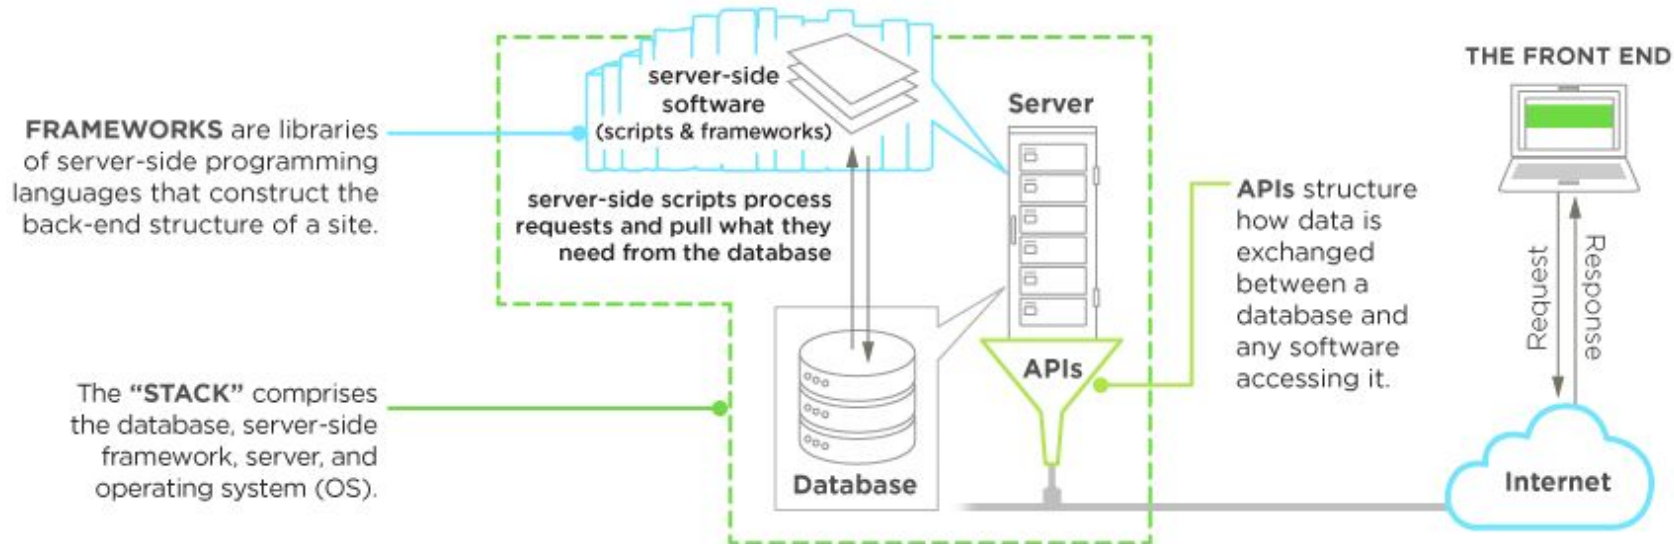 FRAMEWORKS are libraries
of server-side programming
languages that construct the
back-end structure of a site.
The “STACK” comprises
the database, server-side
framework, server, and
operating system (OS).
server-side
software
(scripts & frameworks)
server-side scripts process
requests and pull what they
need from the database
Database
Server
APIs
APIs structure
how data is
exchanged
between a
database and
any software
accessing it.
THE FRONT END
Request
Response
Internet